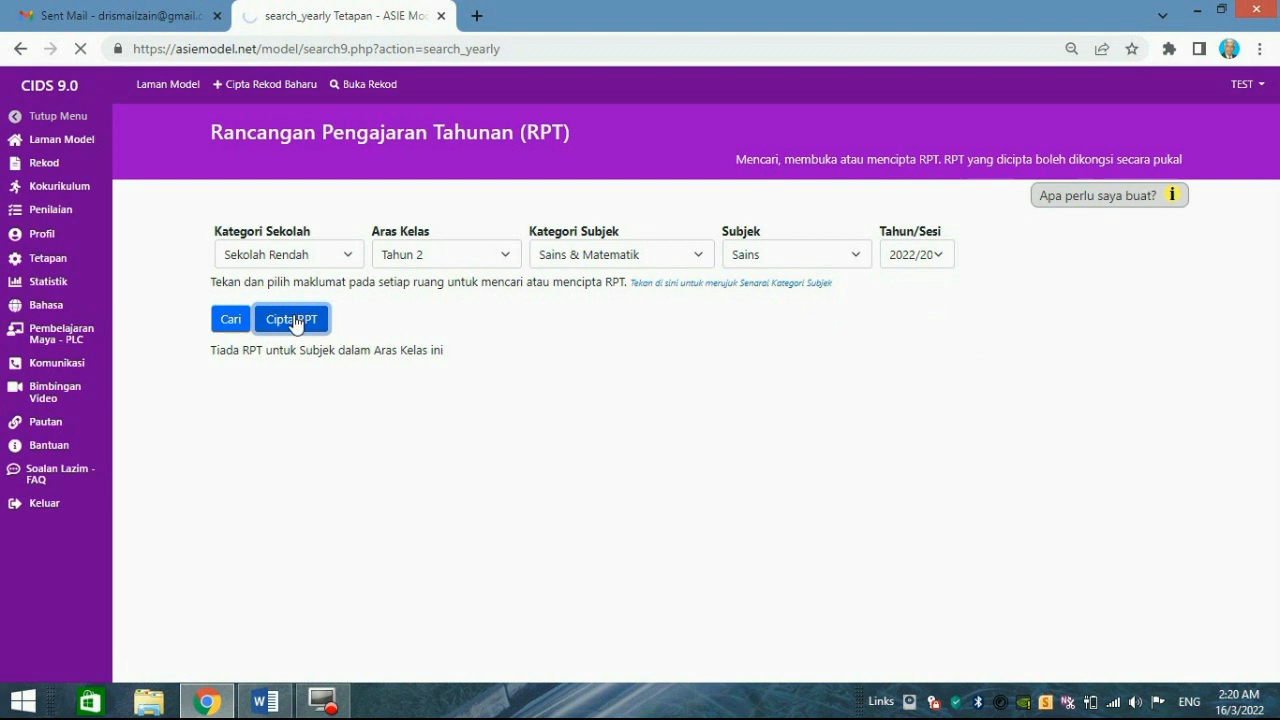 Sent Mail - drismailzain@gmail.c
search_yearly Tetapan - ASIE Mod
https://asiemodel.net/model/search9.php?action=search_yearly
CIDS 9.0
Laman Model
Cipta Rekod Baharu
Buka Rekod
TEST
Tutup Menu
Laman Model
Rekod
Kokurikulum
Penilaian
Profil
Tetapan
Statistik
Bahasa
Pembelajaran
Maya - PLC
Komunikasi
Bimbingan
Video
Pautan
Bantuan
Soalan Lazim -
FAQ
Keluar
Rancangan Pengajaran Tahunan (RPT)
Mencari, membuka atau mencipta RPT. RPT yang dicipta boleh dikongsi secara pukal
Apa perlu saya buat?
Kategori Sekolah
Aras Kelas
Kategori Subjek
Subjek
Tahun/Sesi
Sekolah Rendah
Tahun 2
Sains & Matematik
Sains
2022/20
Tekan dan pilih maklumat pada setiap ruang untuk mencari atau mencipta RPT. Tekan di sini untuk merujuk Senarai Kategori Subjek
Cari
Cipta RPT
Tiada RPT untuk Subjek dalam Aras Kelas ini
Links
ENG
2:20 AM
16/3/2022